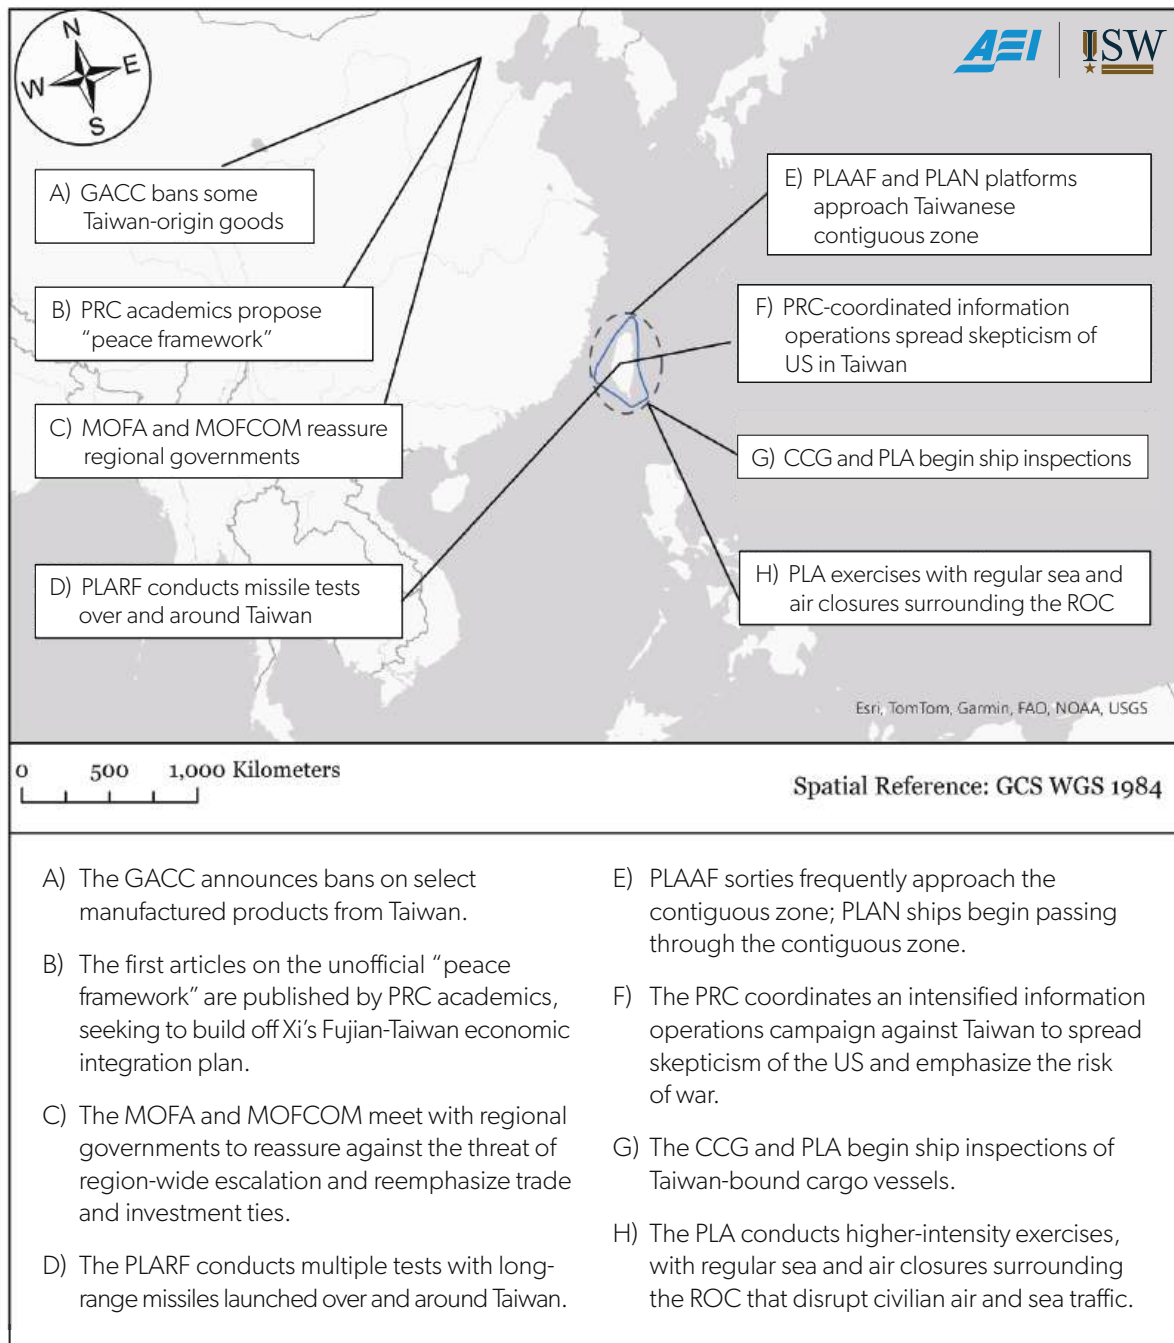 N
W
E
S
AEI
ISW
A) GACC bans some
Taiwan-origin goods
B) PRC academics propose
“peace framework”
C) MOFA and MOFCOM reassure
regional governments
D) PLARF conducts missile tests
over and around Taiwan
E) PLAAF and PLAN platforms
approach Taiwanese
contiguous zone
F) PRC-coordinated information
operations spread skepticism of
US in Taiwan
G) CCG and PLA begin ship inspections
H) PLA exercises with regular sea and
air closures surrounding the ROC
Esri, TomTom, Garmin, FAO, NOAA, USGS
0 500 1,000 Kilometers
Spatial Reference: GCS WGS 1984
A) The GACC announces bans on select
manufactured products from Taiwan.
B) The first articles on the unofficial “peace
framework” are published by PRC academics,
seeking to build off Xi’s Fujian-Taiwan economic
integration plan.
C) The MOFA and MOFCOM meet with regional
governments to reassure against the threat of
region-wide escalation and reemphasize trade
and investment ties.
D) The PLARF conducts multiple tests with long-
range missiles launched over and around Taiwan.
E) PLAAF sorties frequently approach the
contiguous zone; PLAN ships begin passing
through the contiguous zone.
F) The PRC coordinates an intensified information
operations campaign against Taiwan to spread
skepticism of the US and emphasize the risk
of war.
G) The CCG and PLA begin ship inspections of
Taiwan-bound cargo vessels.
H) The PLA conducts higher-intensity exercises,
with regular sea and air closures surrounding
the ROC that disrupt civilian air and sea traffic.